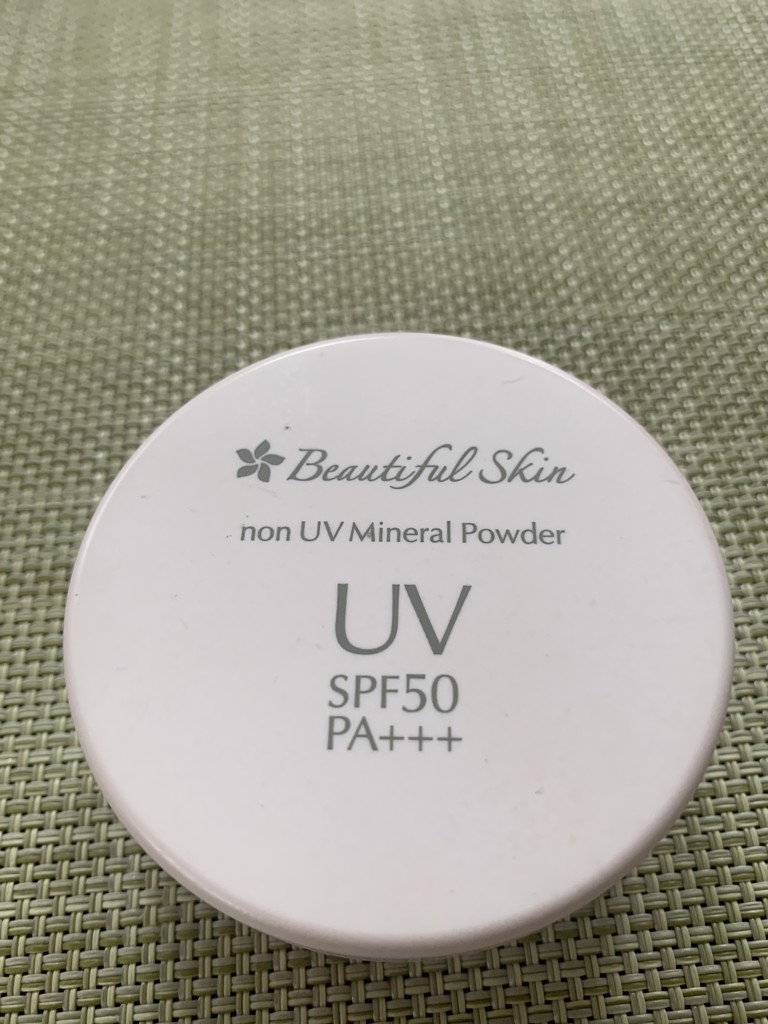 Beautiful Skin
non UV Mineral Powder
UV
SPF50
PA+++